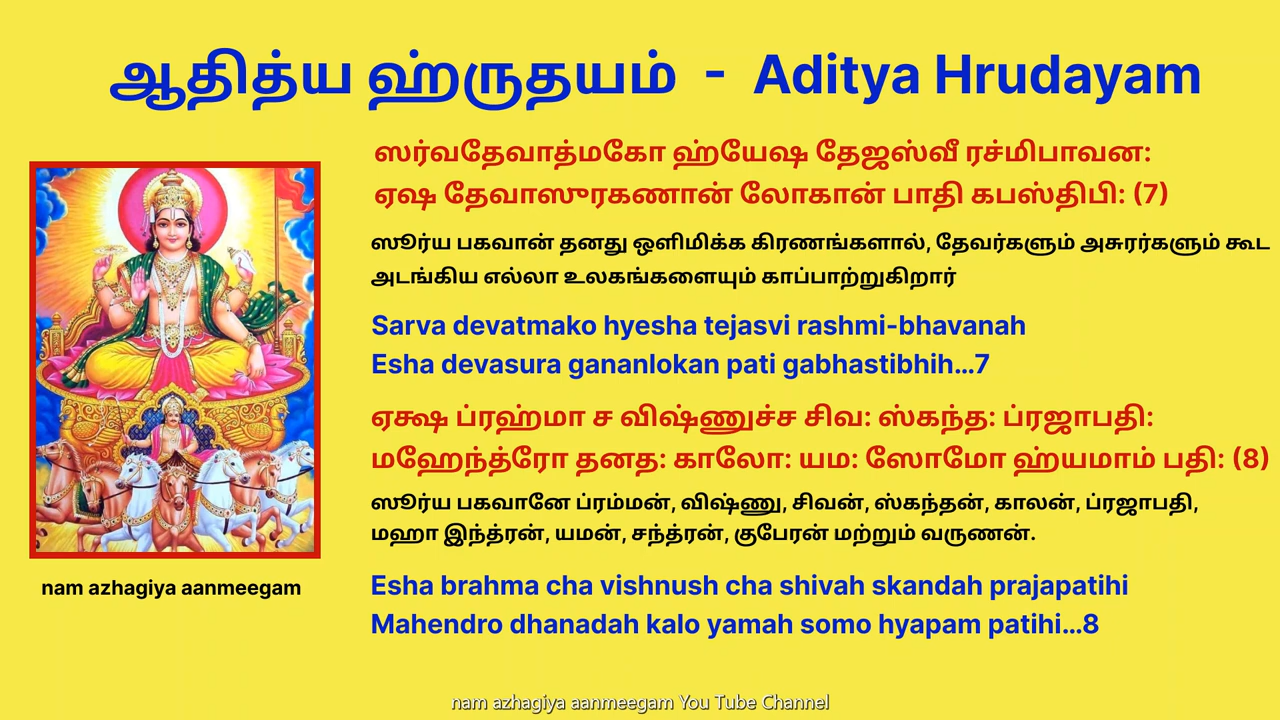 ஆதித்ய ஹ்ருதயம் - Aditya Hrudayam
ஸர்வதேவாத்மகோ ஹ்யேஷ தேஜஸ்வீ ரச்மிபாவன:
ஏஷ தேவாஸுரகணான் லோகான் பாதி கபஸ்திபி: (7)
ஸூர்ய பகவான் தனது ஒளிமிக்க கிரணங்களால், தேவர்களும் அசுரர்களும் கூட
அடங்கிய எல்லா உலகங்களையும் காப்பாற்றுகிறார்
Sarva devatmako hyesha tejasvi rashmi-bhavanah
Esha devasura gananlokan pati gabhastibhih...7
ஏக்ஷ ப்ரஹ்மா ச விஷ்ணுச்ச சிவ: ஸ்கந்த: ப்ரஜாபதி:
மஹேந்த்ரோ தனத: காலோ: யம: ஸோமோ ஹ்யமாம் பதி: (8)
ஸூர்ய பகவானே ப்ரம்மன், விஷ்ணு, சிவன், ஸ்கந்தன், காலன், ப்ரஜாபதி,
மஹா இந்த்ரன், யமன், சந்த்ரன், குபேரன் மற்றும் வருணன்.
Esha brahma cha vishnush cha shivah skandah prajapatihi
Mahendro dhanadah kalo yamah somo hyapam patihi...8
nam azhagiya aanmeegam
nam azhagiya aanmeegam You Tube Channel